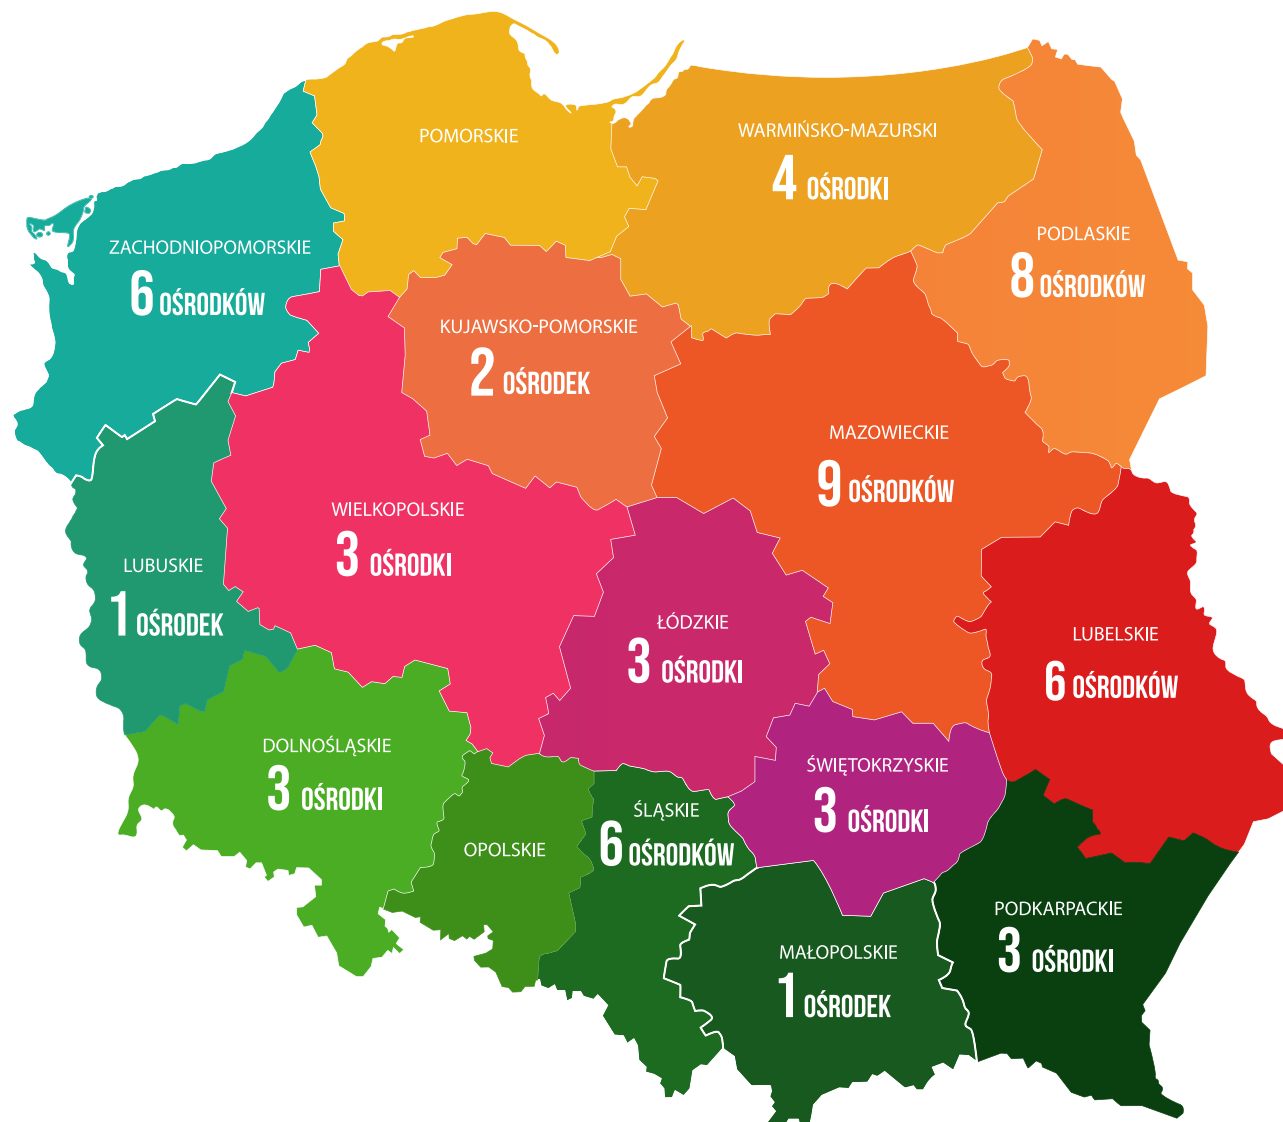 POMORSKIE
WARMIŃSKO-MAZURSKI
4 OŚRODKI
ZACHODNIOPOMORSKIE
6 OŚRODKÓW
PODLASKIE
8 OŚRODKÓW
KUJAWSKO-POMORSKIE
2 OŚRODEK
MAZOWIECKIE
9 OŚRODKÓW
WIELKOPOLSKIE
3 OŚRODKI
LUBUSKIE
1 OŚRODEK
ŁÓDZKIE
3 OŚRODKI
LUBELSKIE
6 OŚRODKÓW
DOLNOŚLĄSKIE
3 OŚRODKI
ŚWIĘTOKRZYSKIE
3 OŚRODKI
ŚLĄSKIE
6 OŚRODKÓW
OPOLSKIE
PODKARPACKIE
3 OŚRODKI
MAŁOPOLSKIE
1 OŚRODEK